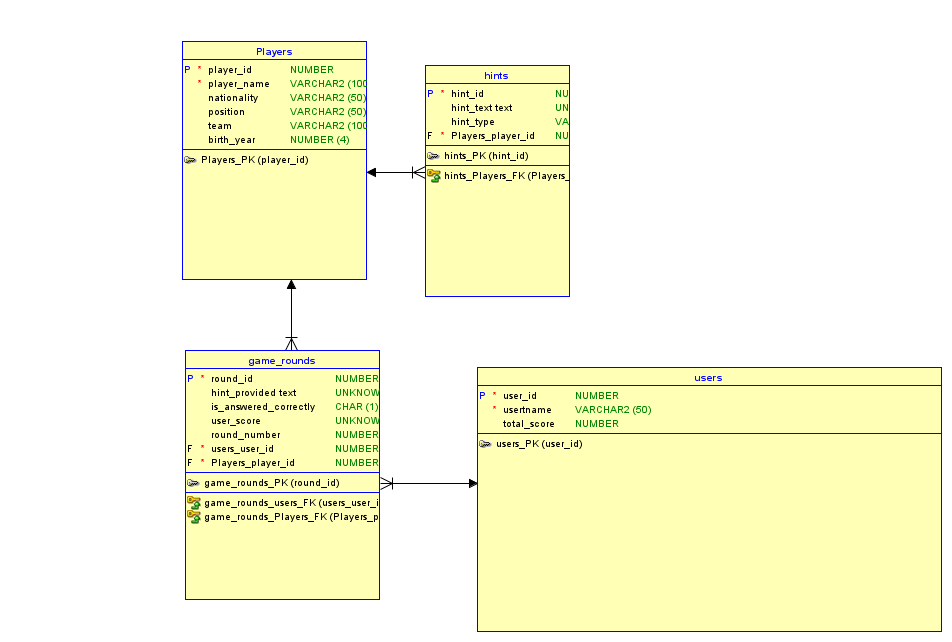 Players
P * player_id NUMBER
* player_name VARCHAR2 (100
nationality VARCHAR2 (50)
position VARCHAR2 (50)
team VARCHAR2 (100
birth_year NUMBER (4)
Players_PK (player_id)
hints
P * hint_id NU
hint_text text UN
hint_type VA
F * Players_player_id NU
hints_PK (hint_id)
hints_Players_FK (Players_
game_rounds
P * round_id NUMBER
hint_provided text UNKNOW
is_answered_correctly CHAR (1)
user_score UNKNOW
round_number NUMBER
F * users_user_id NUMBER
F * Players_player_id NUMBER
game_rounds_PK (round_id)
game_rounds_users_FK (users_user_i
game_rounds_Players_FK (Players_p
users
P * user_id NUMBER
* usertname VARCHAR2 (50)
total_score NUMBER
users_PK (user_id)